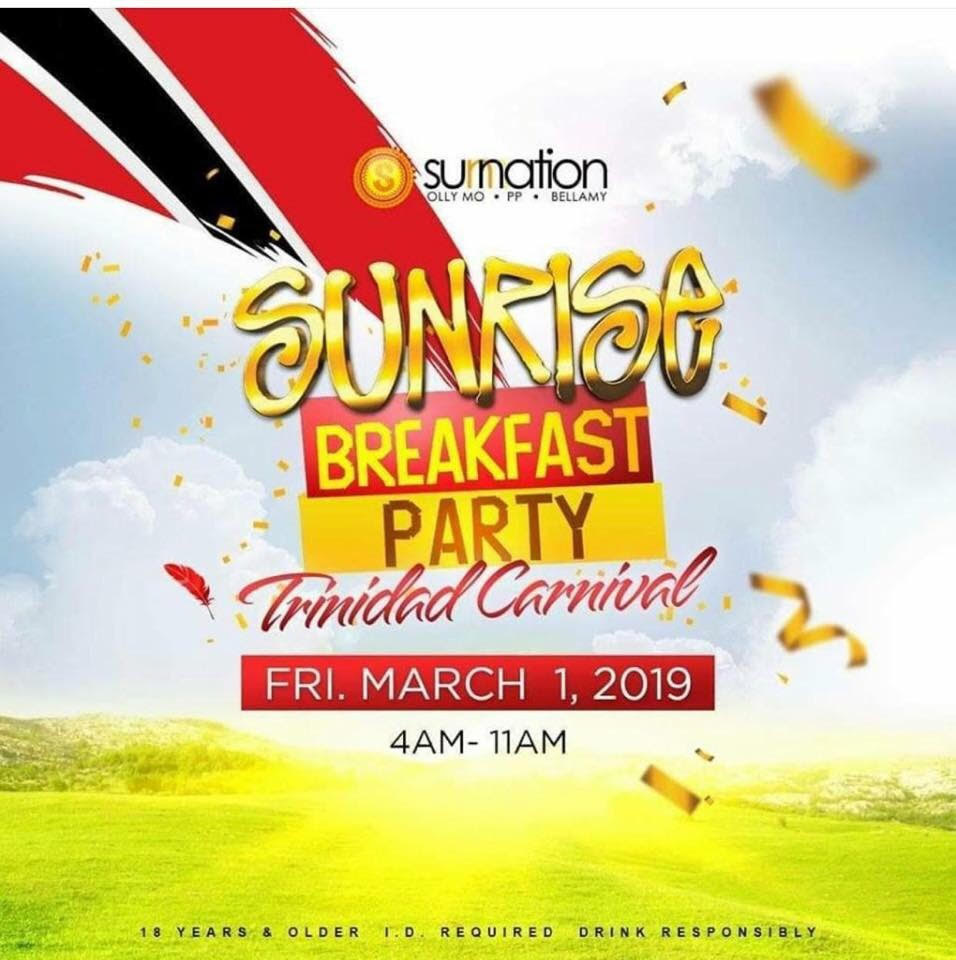 S
surnation
OLLY MO • PP • BELLAMY
SUNRISE
BREAKFAST
PARTY
Trinidad Carnival
FRI. MARCH 1, 2019
4AM- 11AM
18 YEARS & OLDER I.D. REQUIRED DRINK RESPONSIBLY